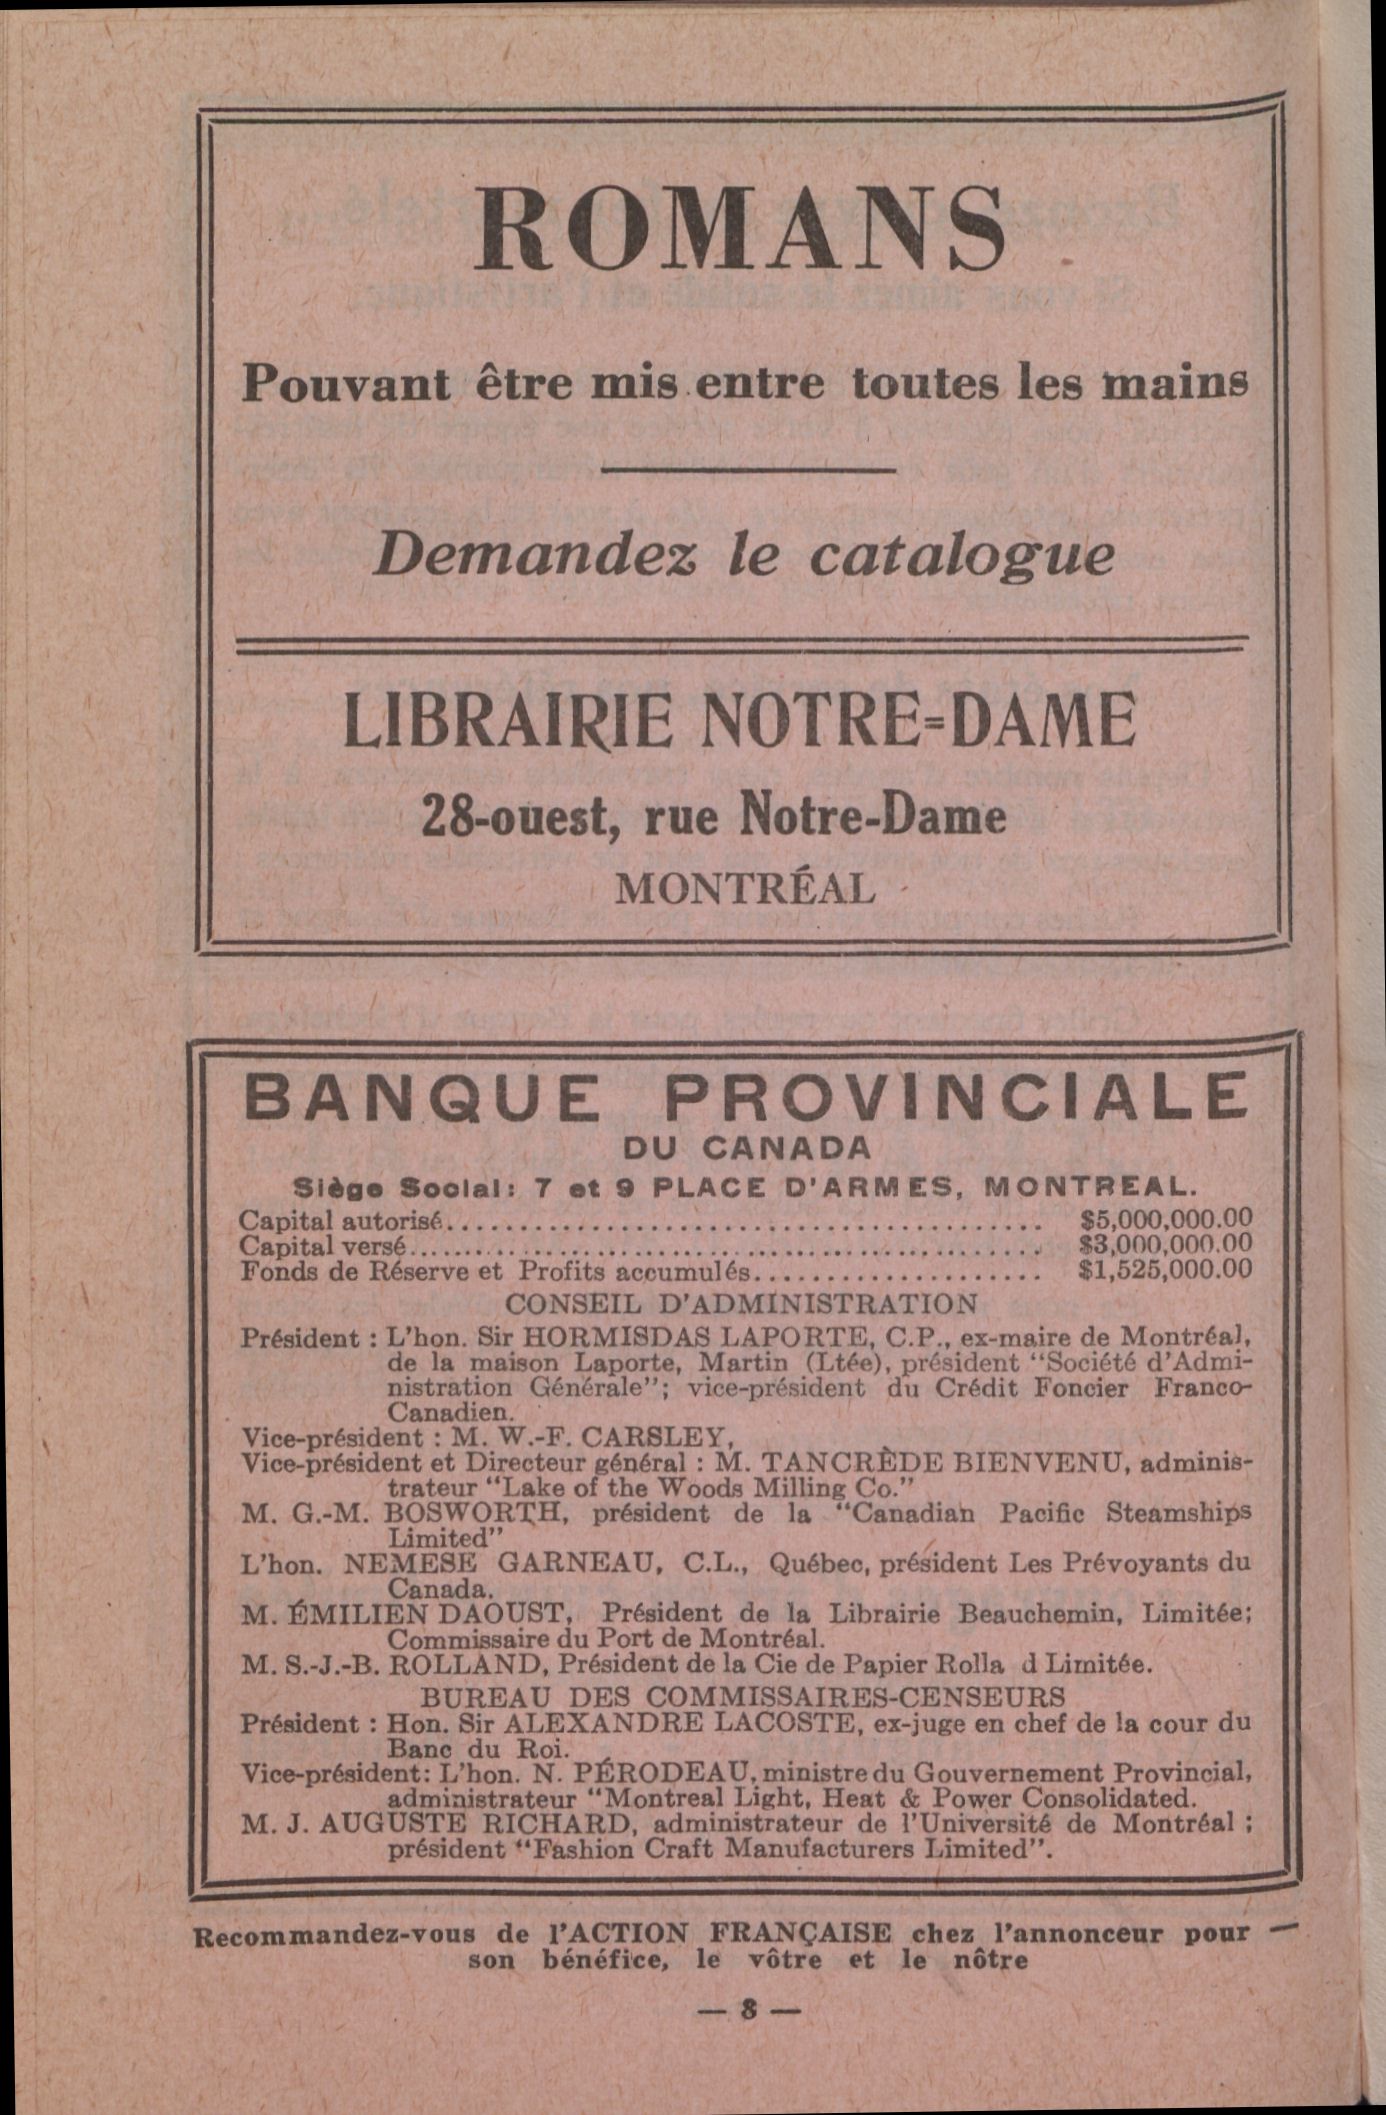 ROMANS
Pouvant être mis entre toutes les mains
Demandez le catalogue
LIBRAIRIE NOTRE=DAME
28-ouest, rue Notre-Dame
MONTRÉAL
BANQUE PROVINCIALE
DU CANADA
Siège Social: 7 et 9 PLACE D'ARMES, MONTREAL.
Capital autorisé........................................ $5,000,000.00
Capital versé........................................... $3,000,000.00
Fonds de Réserve et Profits accumulés.................... $1,525,000.00
CONSEIL D'ADMINISTRATION
Président : L'hon. Sir HORMISDAS LAPORTE, C.P., ex-maire de Montréal,
de la maison Laporte, Martin (Ltée), président "Société d'Admi-
nistration Générale"; vice-président du Crédit Foncier Franco-
Canadien.
Vice-président : M. W.-F. CARSLEY,
Vice-président et Directeur général : M. TANCRÈDE BIENVENU, adminis-
trateur "Lake of the Woods Milling Co."
M. G.-M. BOSWORTH, président de la "Canadian Pacific Steamships
Limited"
L'hon. NEMESE GARNEAU, C.L., Québec, président Les Prévoyants du
Canada.
M. ÉMILIEN DAOUST, Président de la Librairie Beauchemin, Limitée;
Commissaire du Port de Montréal.
M. S.-J.-B. ROLLAND, Président de la Cie de Papier Rolla d Limitée.
BUREAU DES COMMISSAIRES-CENSEURS
Président : Hon. Sir ALEXANDRE LACOSTE, ex-juge en chef de la cour du
Banc du Roi.
Vice-président: L'hon. N. PÉRODEAU, ministre du Gouvernement Provincial,
administrateur "Montreal Light, Heat & Power Consolidated.
M. J. AUGUSTE RICHARD, administrateur de l'Université de Montréal ;
président "Fashion Craft Manufacturers Limited".
Recommandez-vous de l'ACTION FRANÇAISE chez l'annonceur pour —
son bénéfice, le vôtre et le nôtre
— 8 —